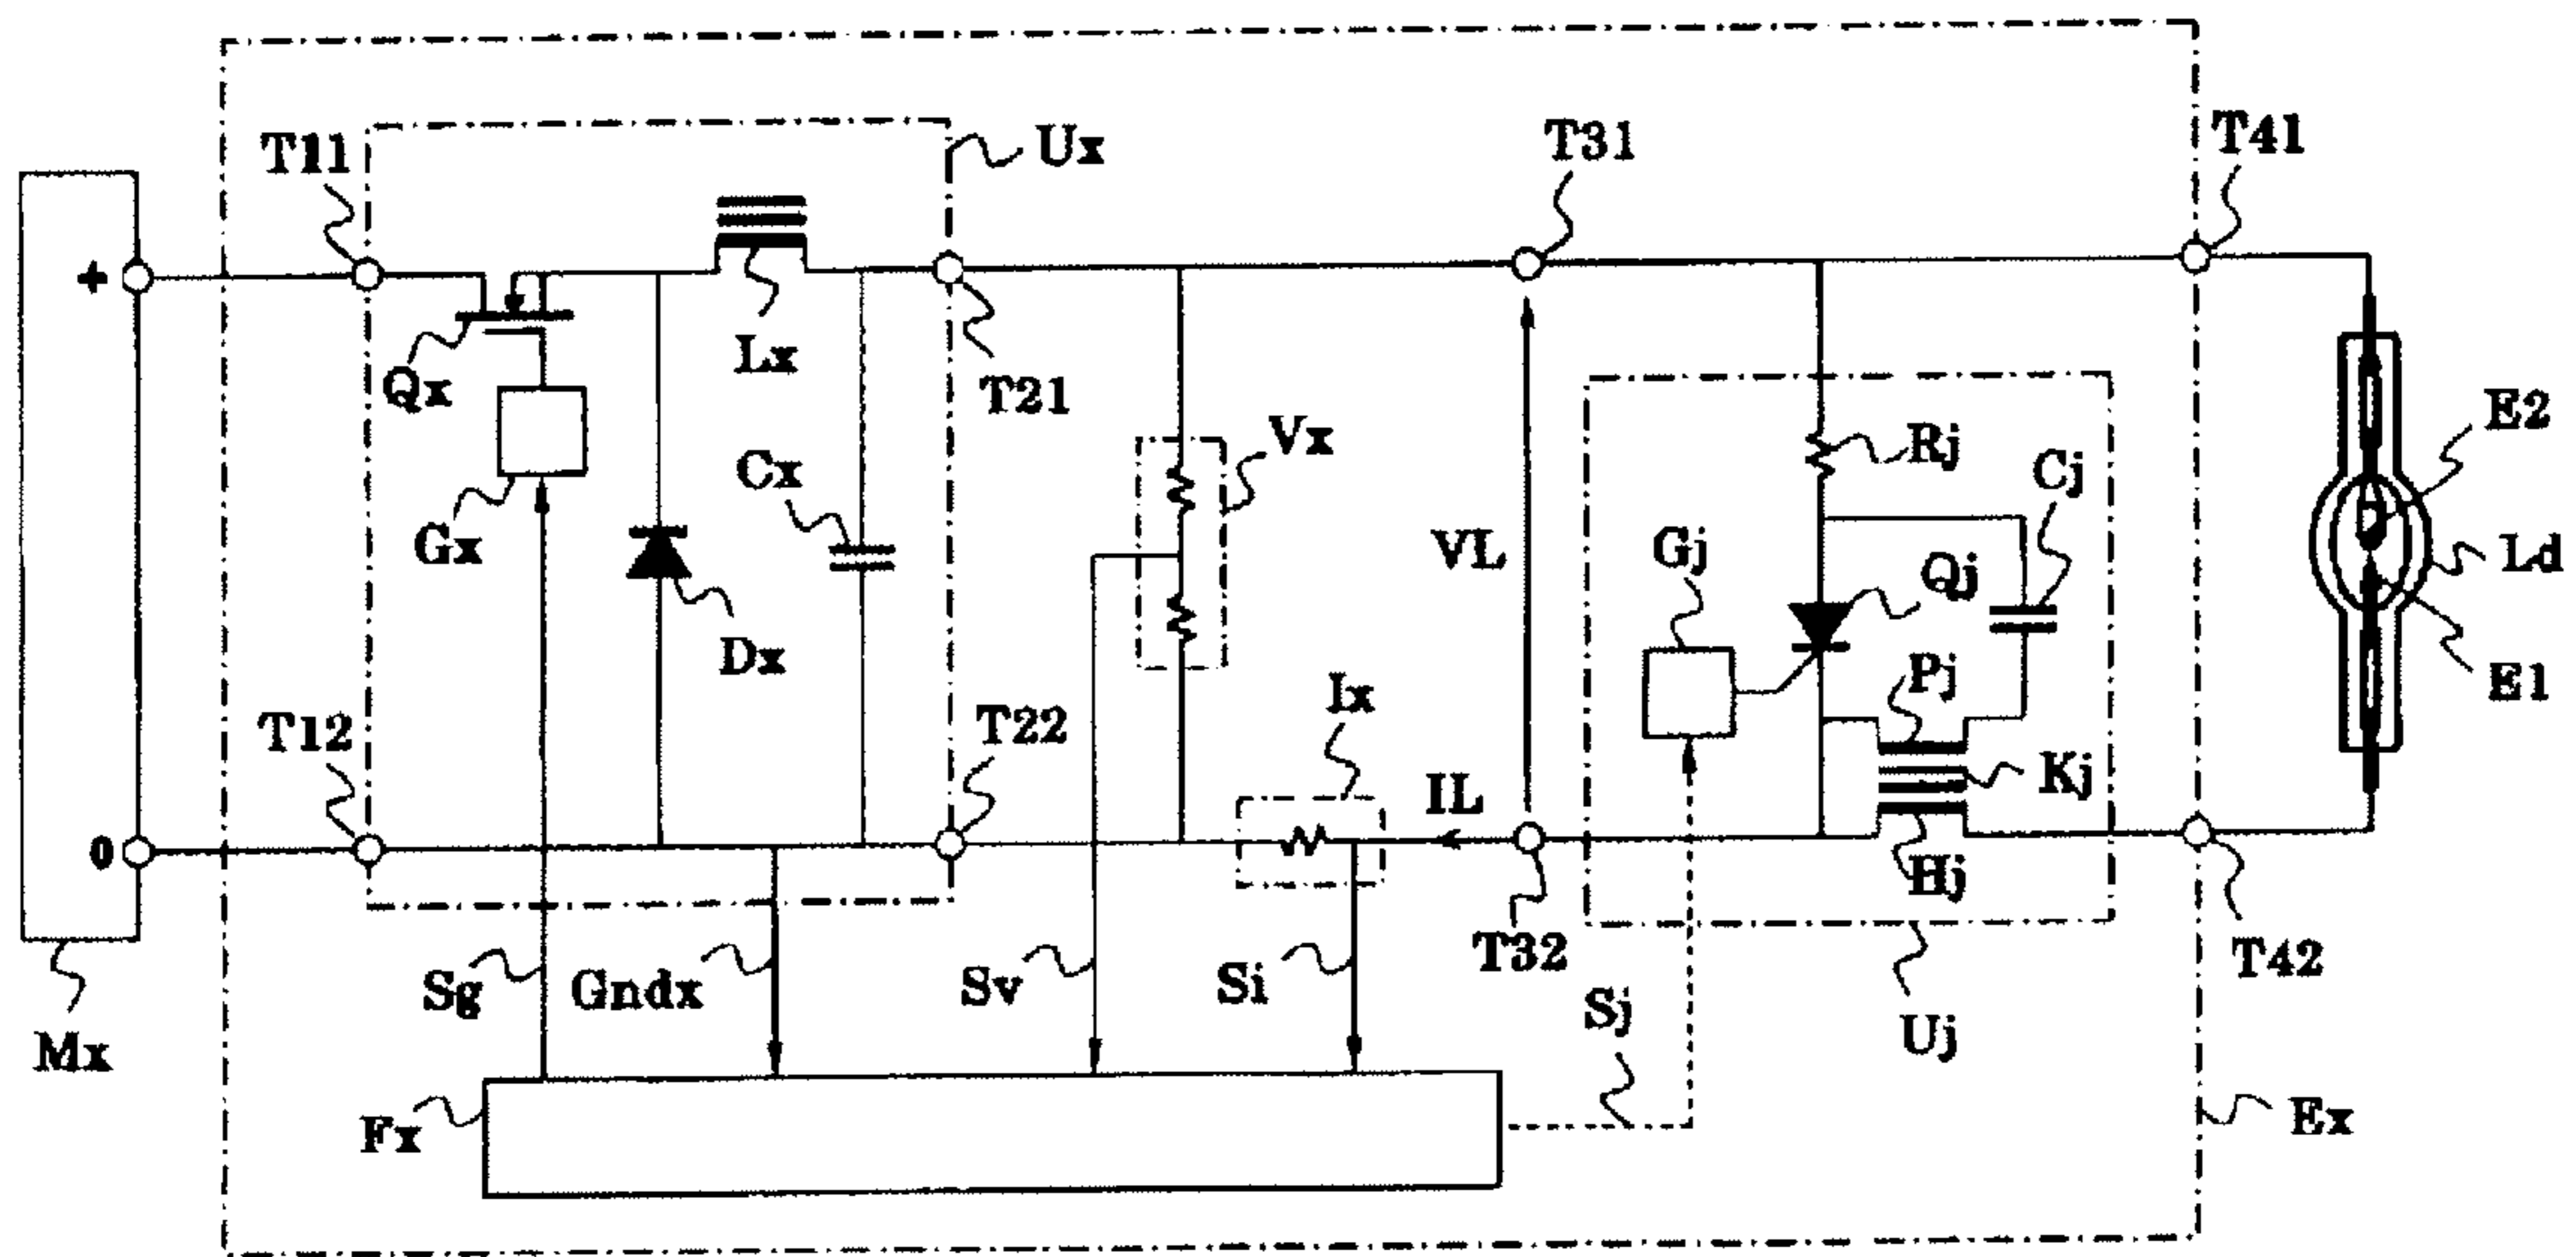 T11
Ux
T31
T41
+
Qx
Lx
T21
Vx
Rj
Cj
E2
Gx
Cx
VL
Gj
Qj
Ld
Dx
Pj
E1
T12
T22
Ix
IL
Kj
Hj
0
T32
T42
Sg
Gndx
Sv
Si
Sj
Uj
Mx
Fx
Ex